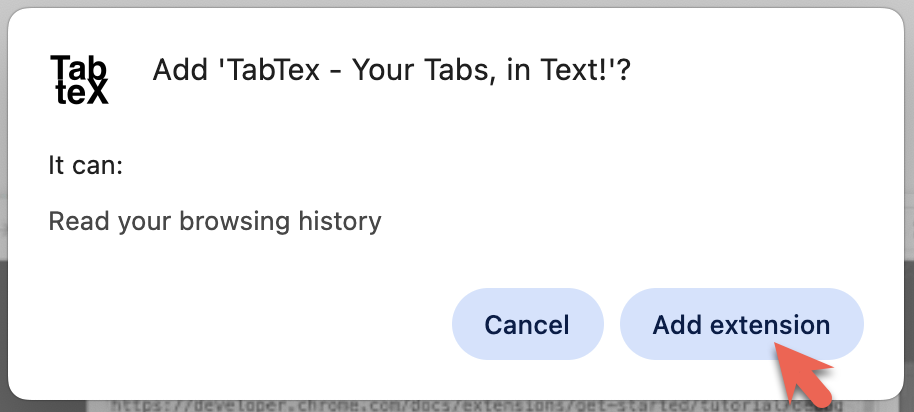 Tab
teX
Add 'TabTex - Your Tabs, in Text!'?
It can:
Read your browsing history
Cancel
Add extension
https://developer.chrome.com/docs/extensions/get-started/tutorial